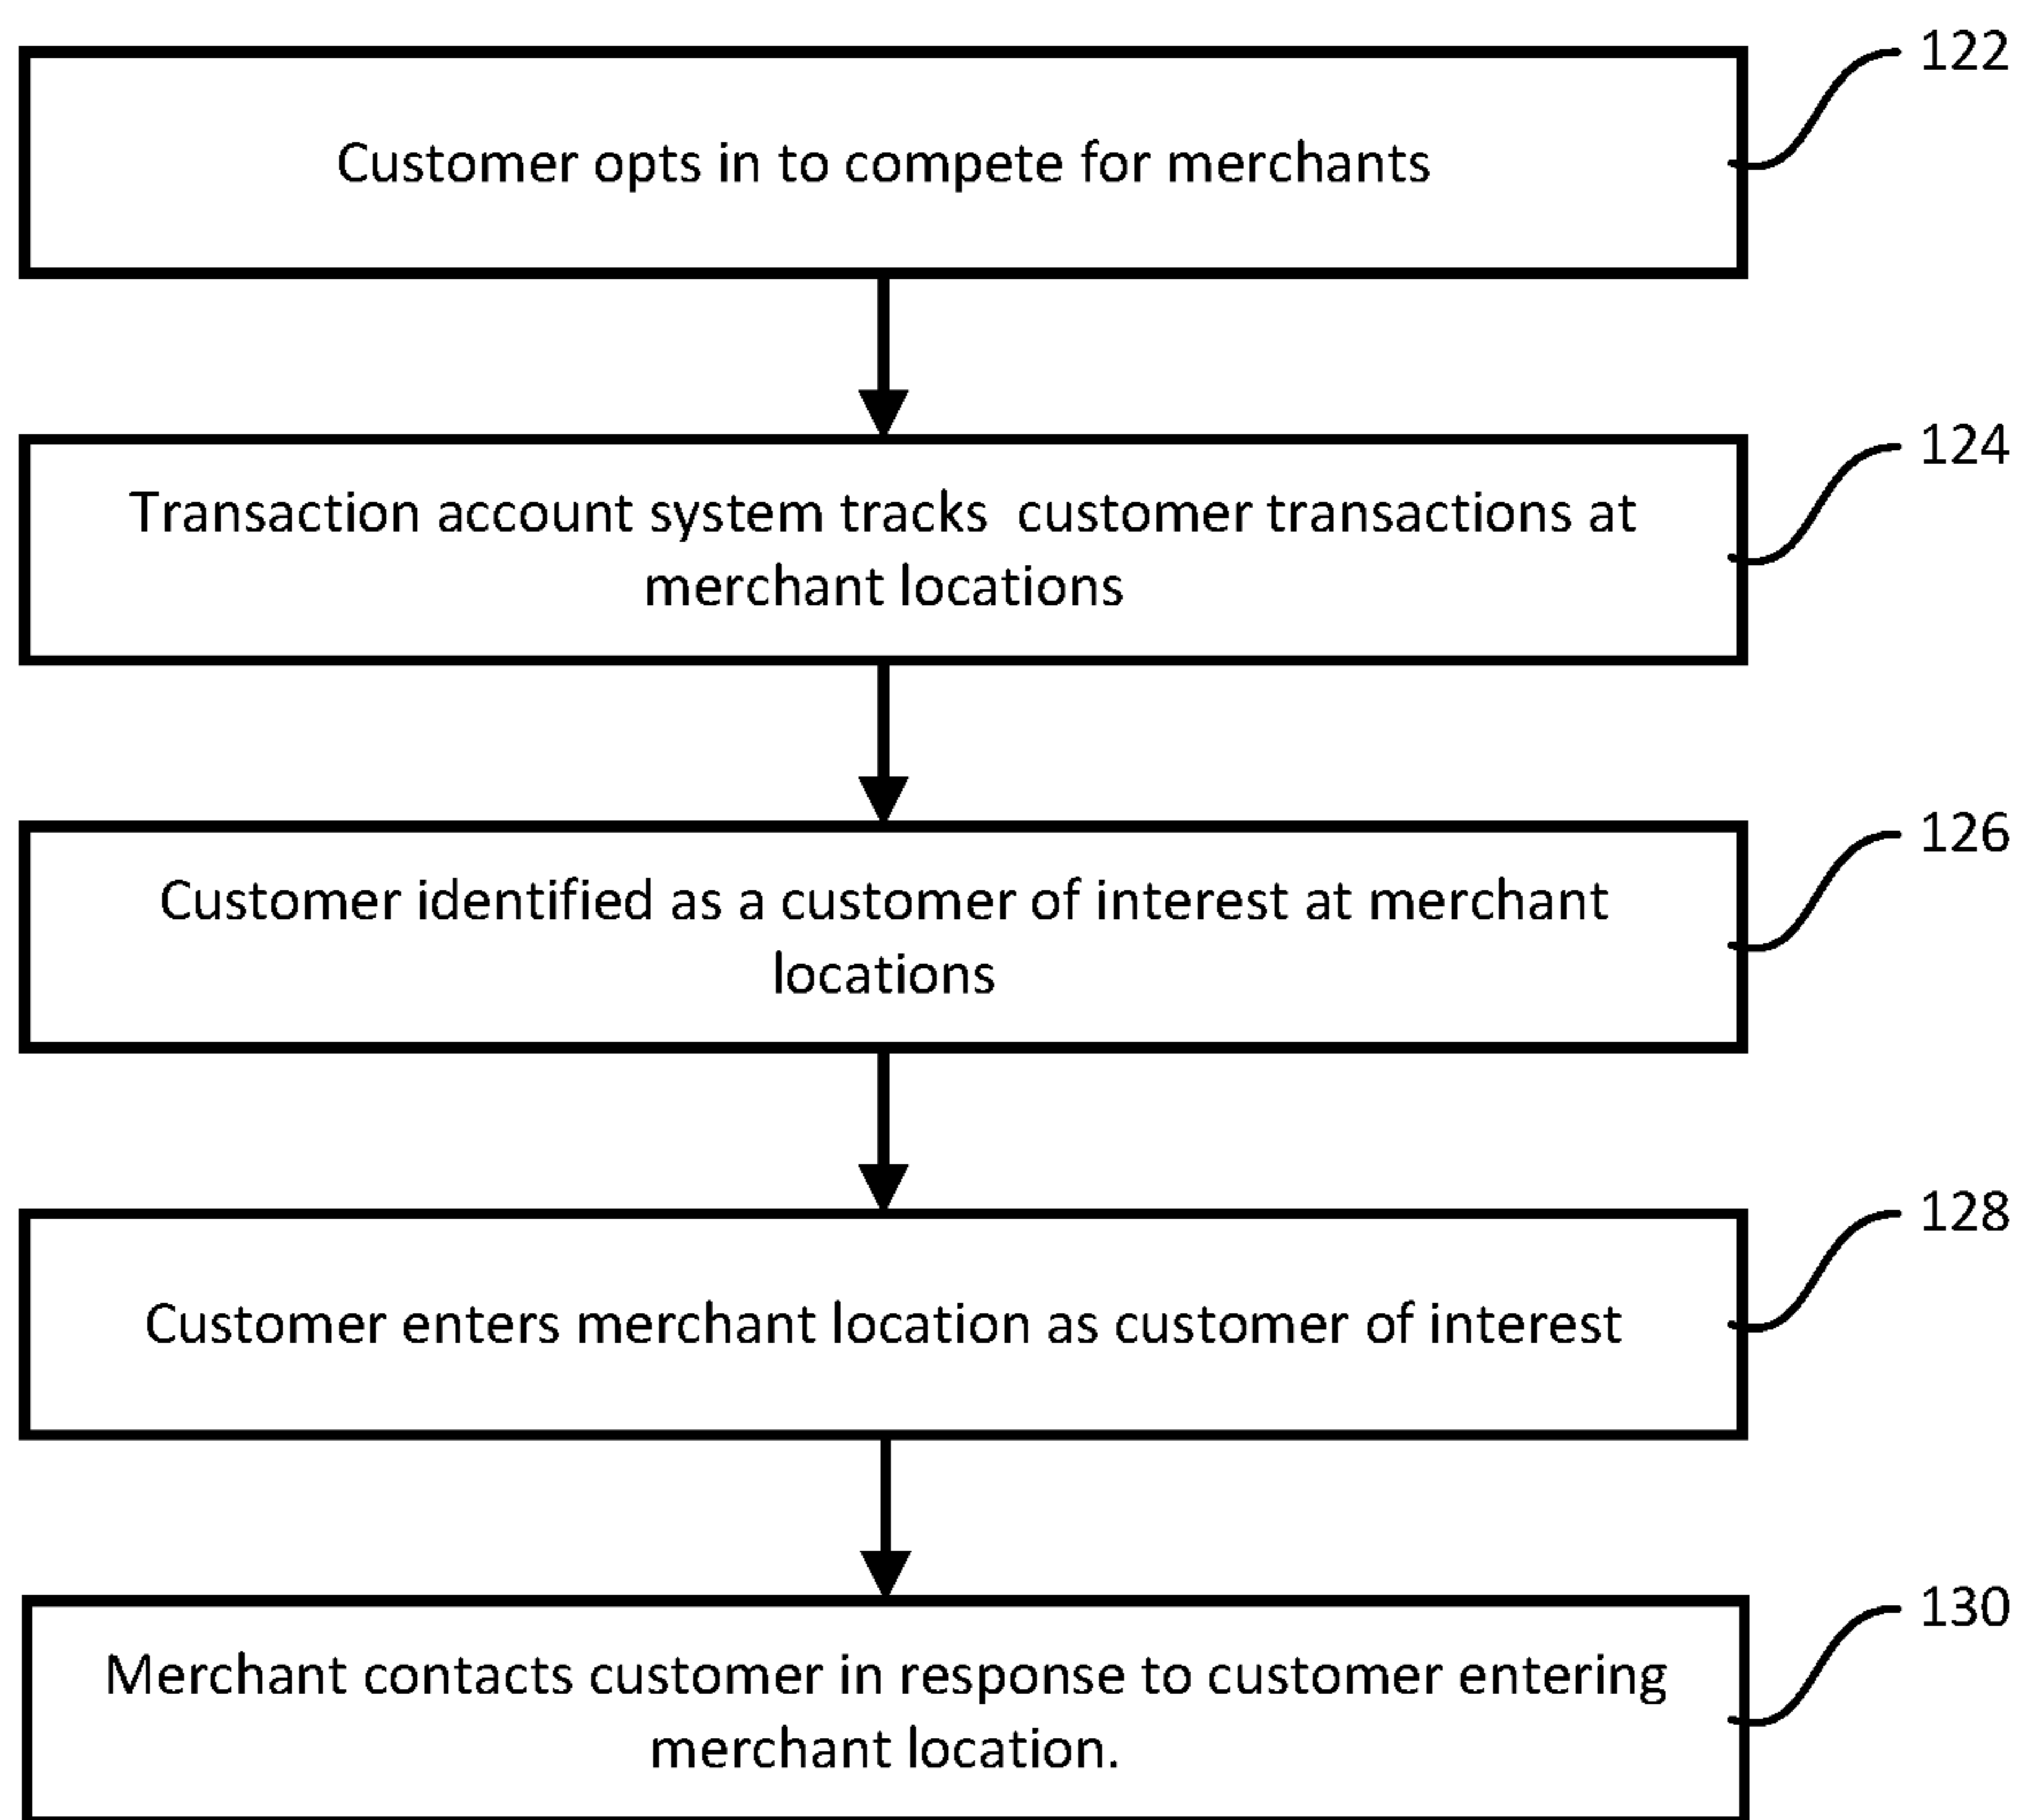 122
Customer opts in to compete for merchants
124
Transaction account system tracks customer transactions at
merchant locations
126
Customer identified as a customer of interest at merchant
locations
128
Customer enters merchant location as customer of interest
130
Merchant contacts customer in response to customer entering
merchant location.